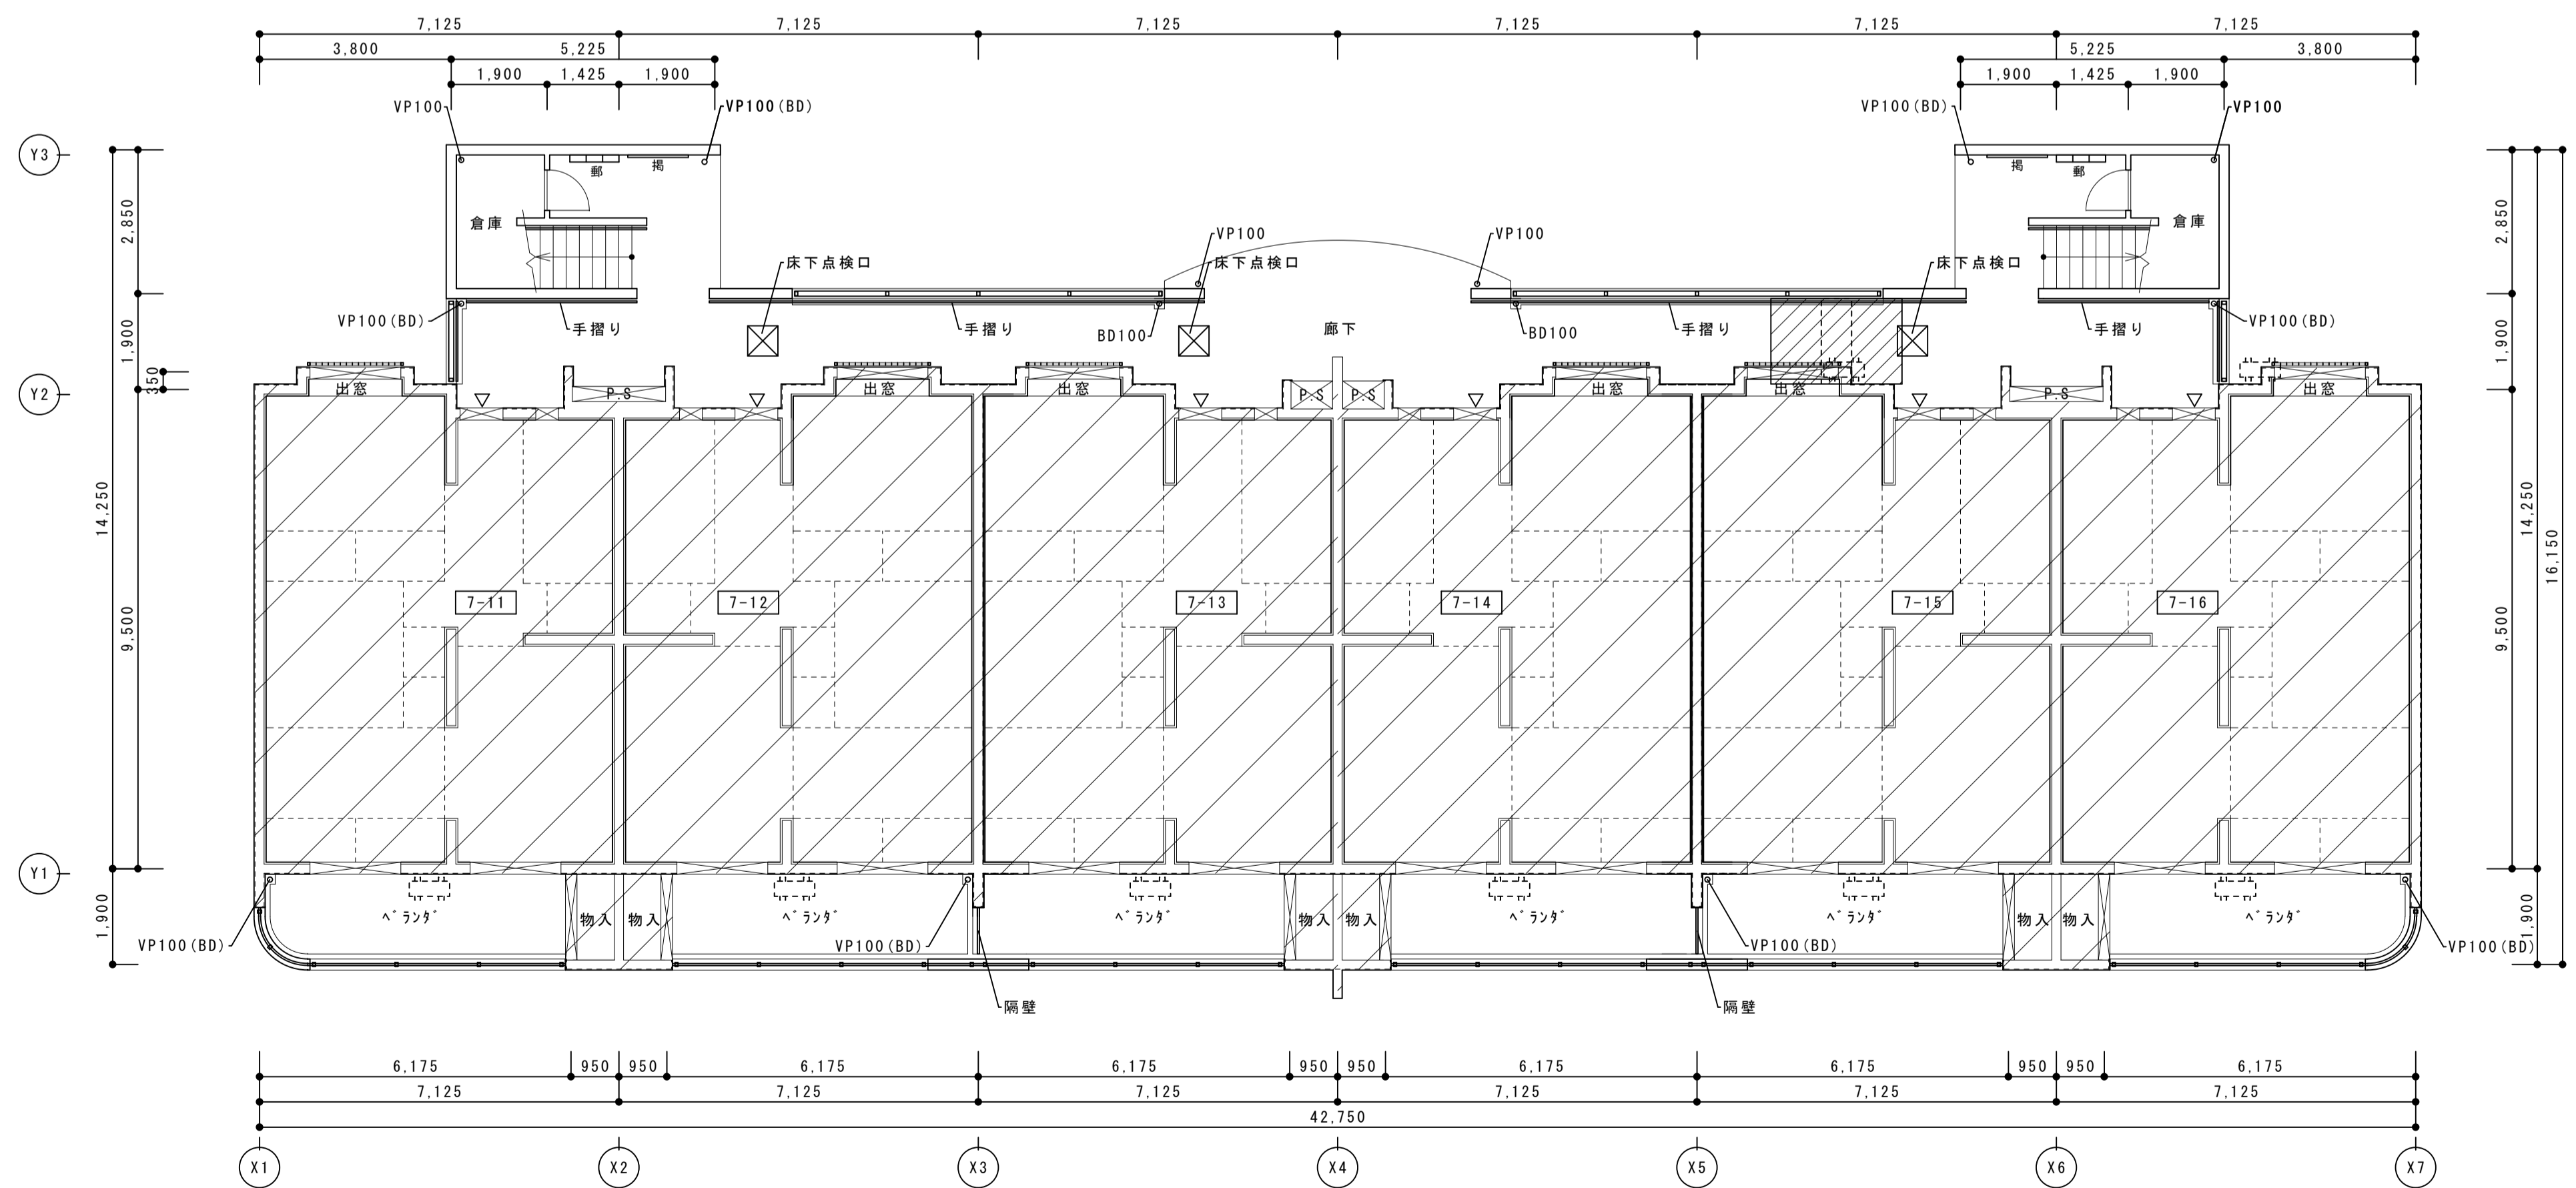 7,125 7,125 7,125 7,125 7,125 7,125
3,800 5,225 5,225 3,800
1,900 1,425 1,900 1,900 1,425 1,900
VP100 VP100(BD) VP100(BD) VP100
Y3
郵 掲 掲 郵
倉庫 倉庫
2,850 2,850
VP100 VP100
床下点検口 床下点検口 床下点検口
VP100(BD) 手摺り 手摺り BD100 廊下 BD100 手摺り 手摺り VP100(BD)
1,900 1,900
350
Y2
出窓 P.S 出窓 出窓 P.S P.S 出窓 出窓 P.S 出窓
14,250 14,250
16,150
9,500 9,500
7-11 7-12 7-13 7-14 7-15 7-16
Y1
1,900 1,900
ﾍﾞﾗﾝﾀﾞ 物入 物入 ﾍﾞﾗﾝﾀﾞ ﾍﾞﾗﾝﾀﾞ 物入 物入 ﾍﾞﾗﾝﾀﾞ ﾍﾞﾗﾝﾀﾞ 物入 物入 ﾍﾞﾗﾝﾀﾞ
VP100(BD) VP100(BD) VP100(BD) VP100(BD)
隔壁 隔壁
6,175 950 950 6,175 6,175 950 950 6,175 6,175 950 950 6,175
7,125 7,125 7,125 7,125 7,125 7,125
42,750
X1 X2 X3 X4 X5 X6 X7